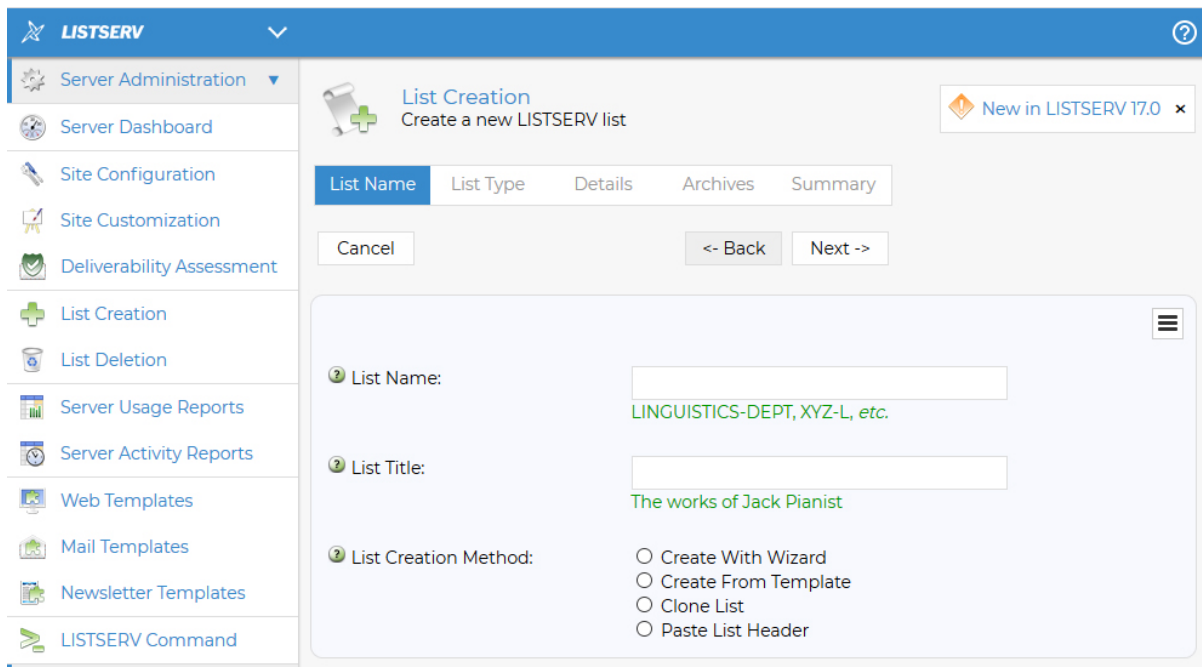 LISTSERV
Server Administration
Server Dashboard
Site Configuration
Site Customization
Deliverability Assessment
List Creation
List Deletion
Server Usage Reports
Server Activity Reports
Web Templates
Mail Templates
Newsletter Templates
LISTSERV Command
List Creation
Create a new LISTSERV list
New in LISTSERV 17.0 ×
List Name List Type Details Archives Summary
Cancel <- Back Next ->
List Name:
LINGUISTICS-DEPT, XYZ-L, etc.
List Title:
The works of Jack Pianist
List Creation Method:
Create With Wizard
Create From Template
Clone List
Paste List Header